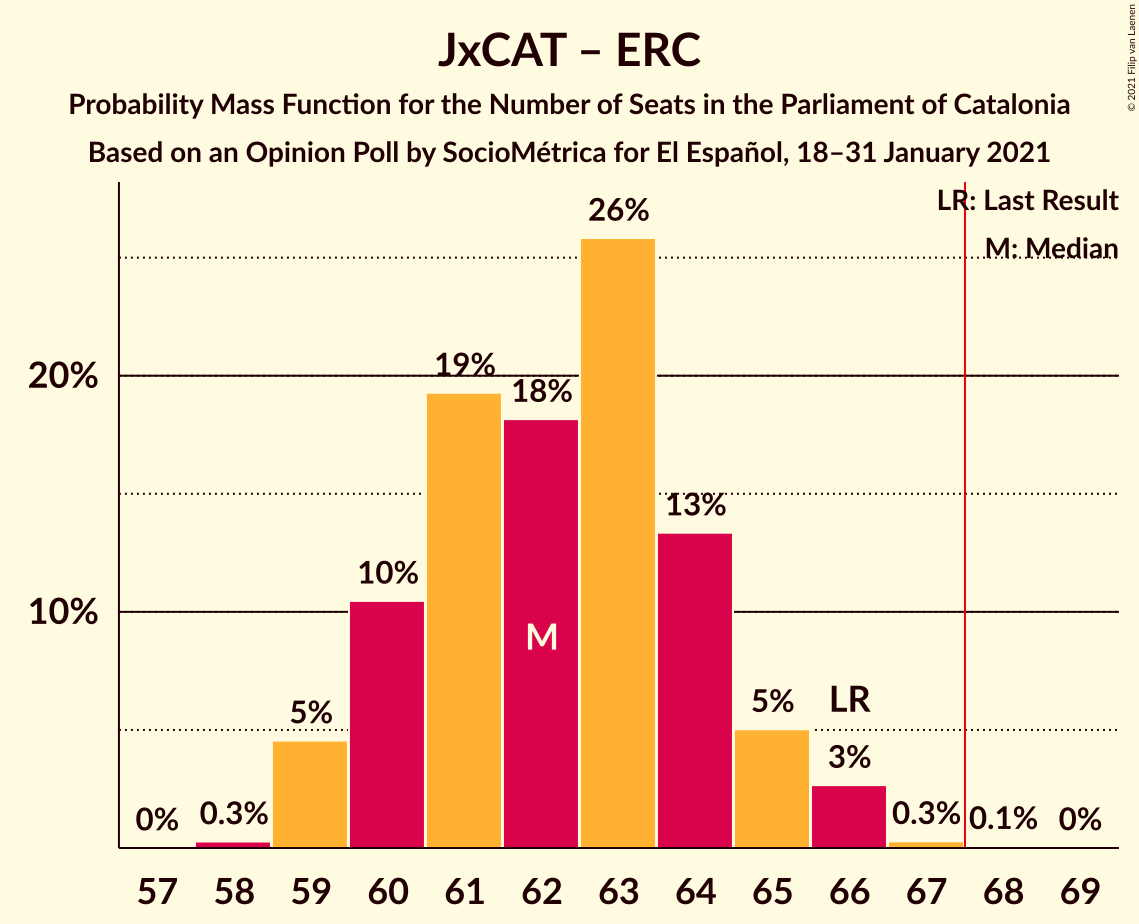 JxCAT – ERC
Probability Mass Function for the Number of Seats in the Parliament of Catalonia
Based on an Opinion Poll by SocioMétrica for El Español, 18–31 January 2021
© 2021 Filip van Laenen
LR: Last Result
M: Median
20%
10%
0%
0.3%
5%
10%
19%
18%
26%
13%
5%
3%
0.3%
0.1%
0%
M
LR
57 58 59 60 61 62 63 64 65 66 67 68 69